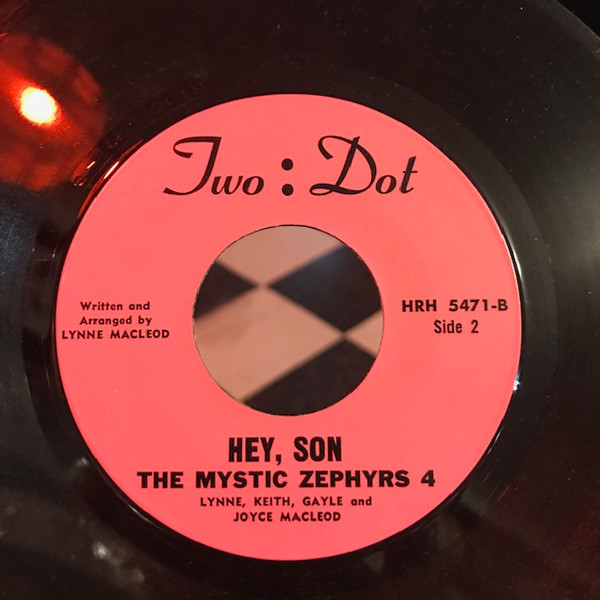 Two : Dot
Written and
Arranged by
LYNNE MACLEOD
HRH 5471-B
Side 2
HEY, SON
THE MYSTIC ZEPHYRS 4
LYNNE, KEITH, GAYLE and
JOYCE MACLEOD